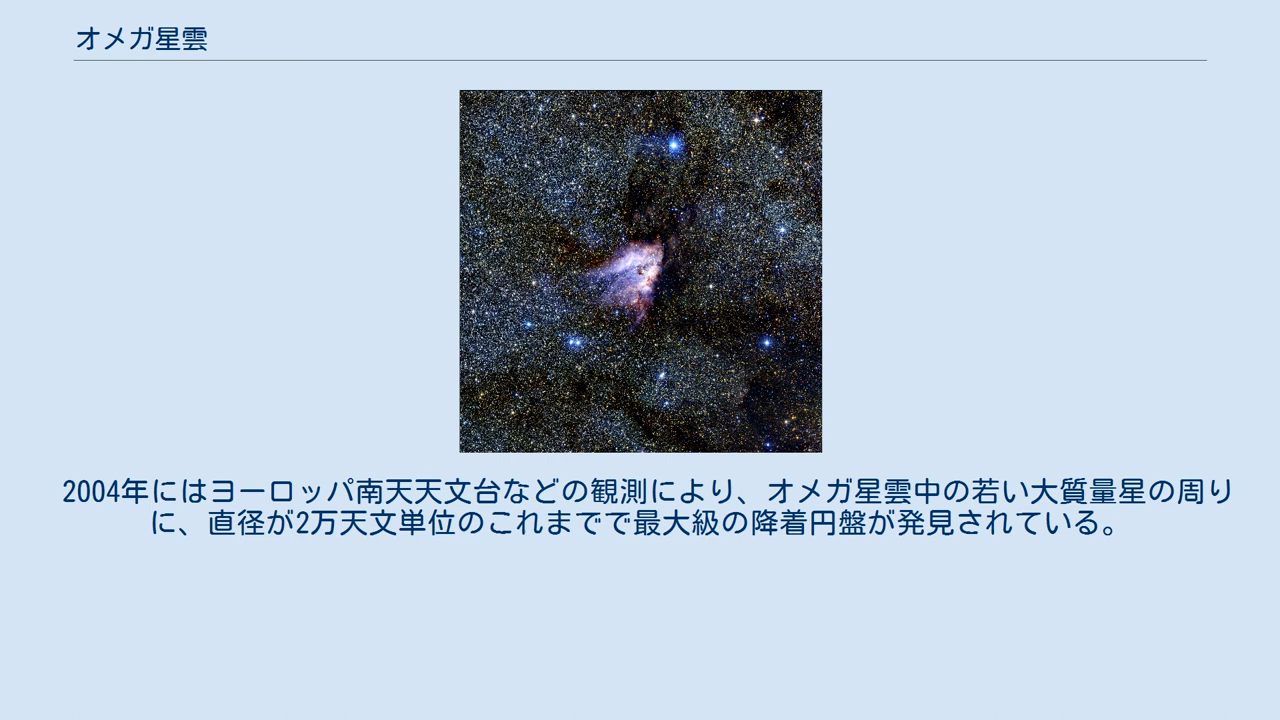 オメガ星雲
2004年にはヨーロッパ南天天文台などの観測により、オメガ星雲中の若い大質量星の周り
に、直径が2万天文単位のこれまでで最大級の降着円盤が発見されている。